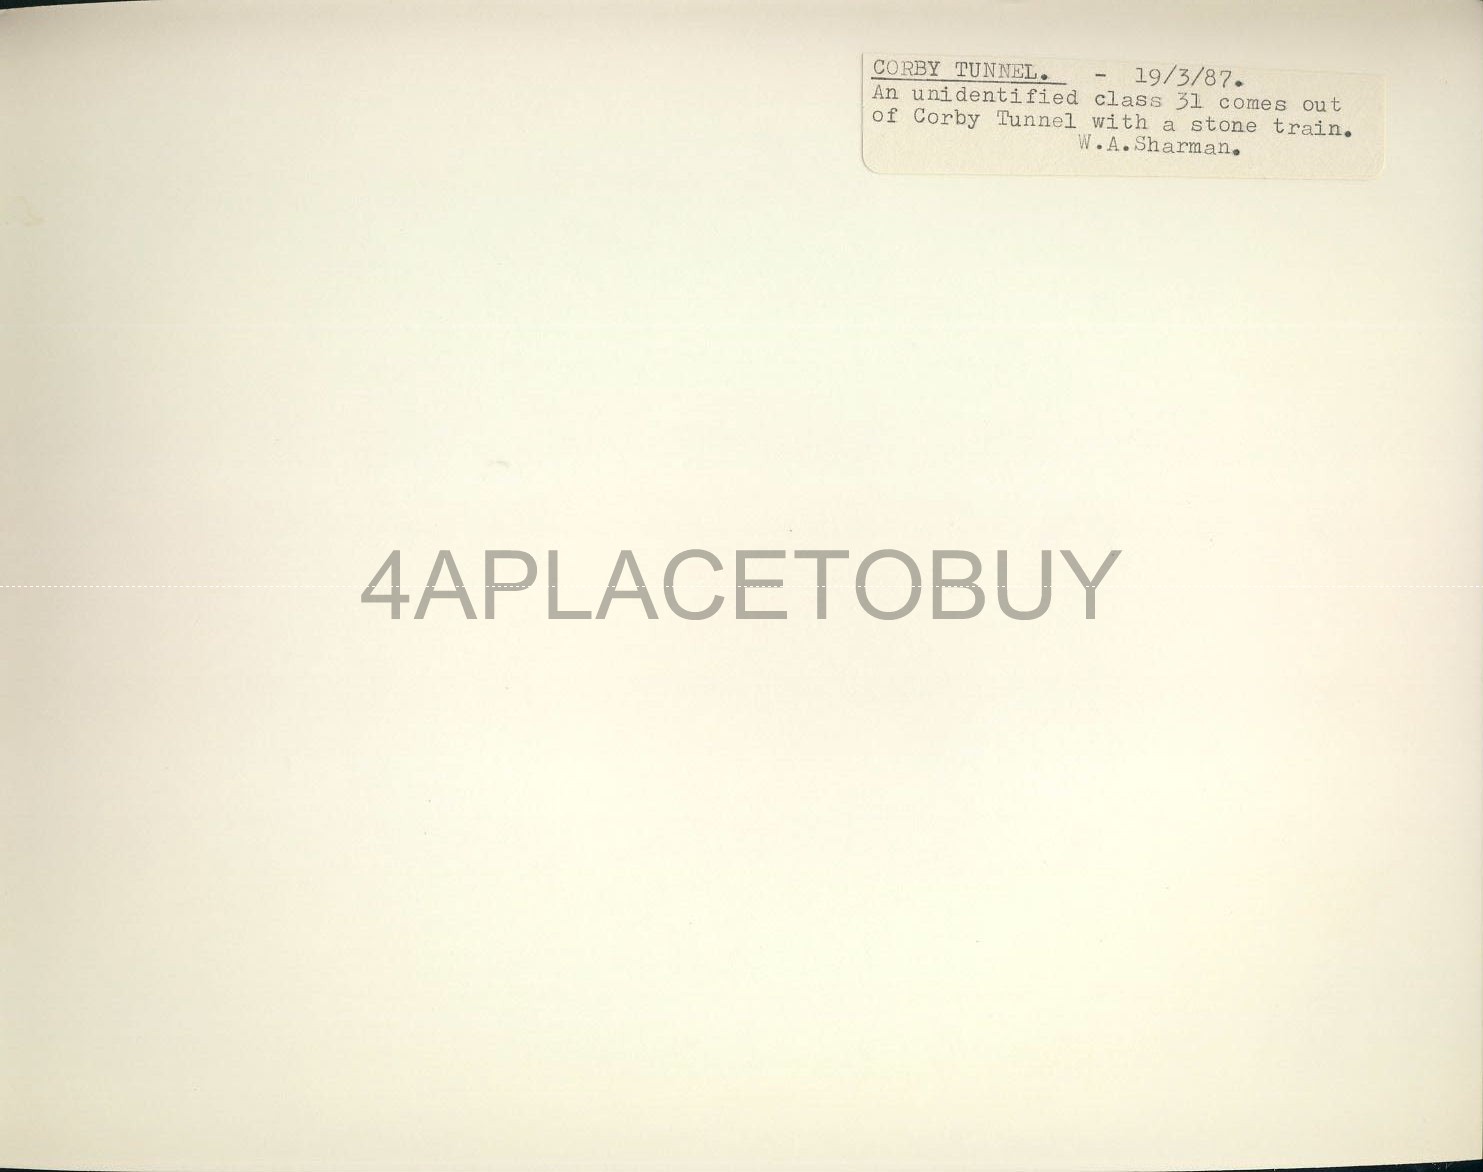 CORBY TUNNEL. - 19/3/87.
An unidentified class 31 comes out
of Corby Tunnel with a stone train.
W.A.Sharman.
4APLACETOBUY